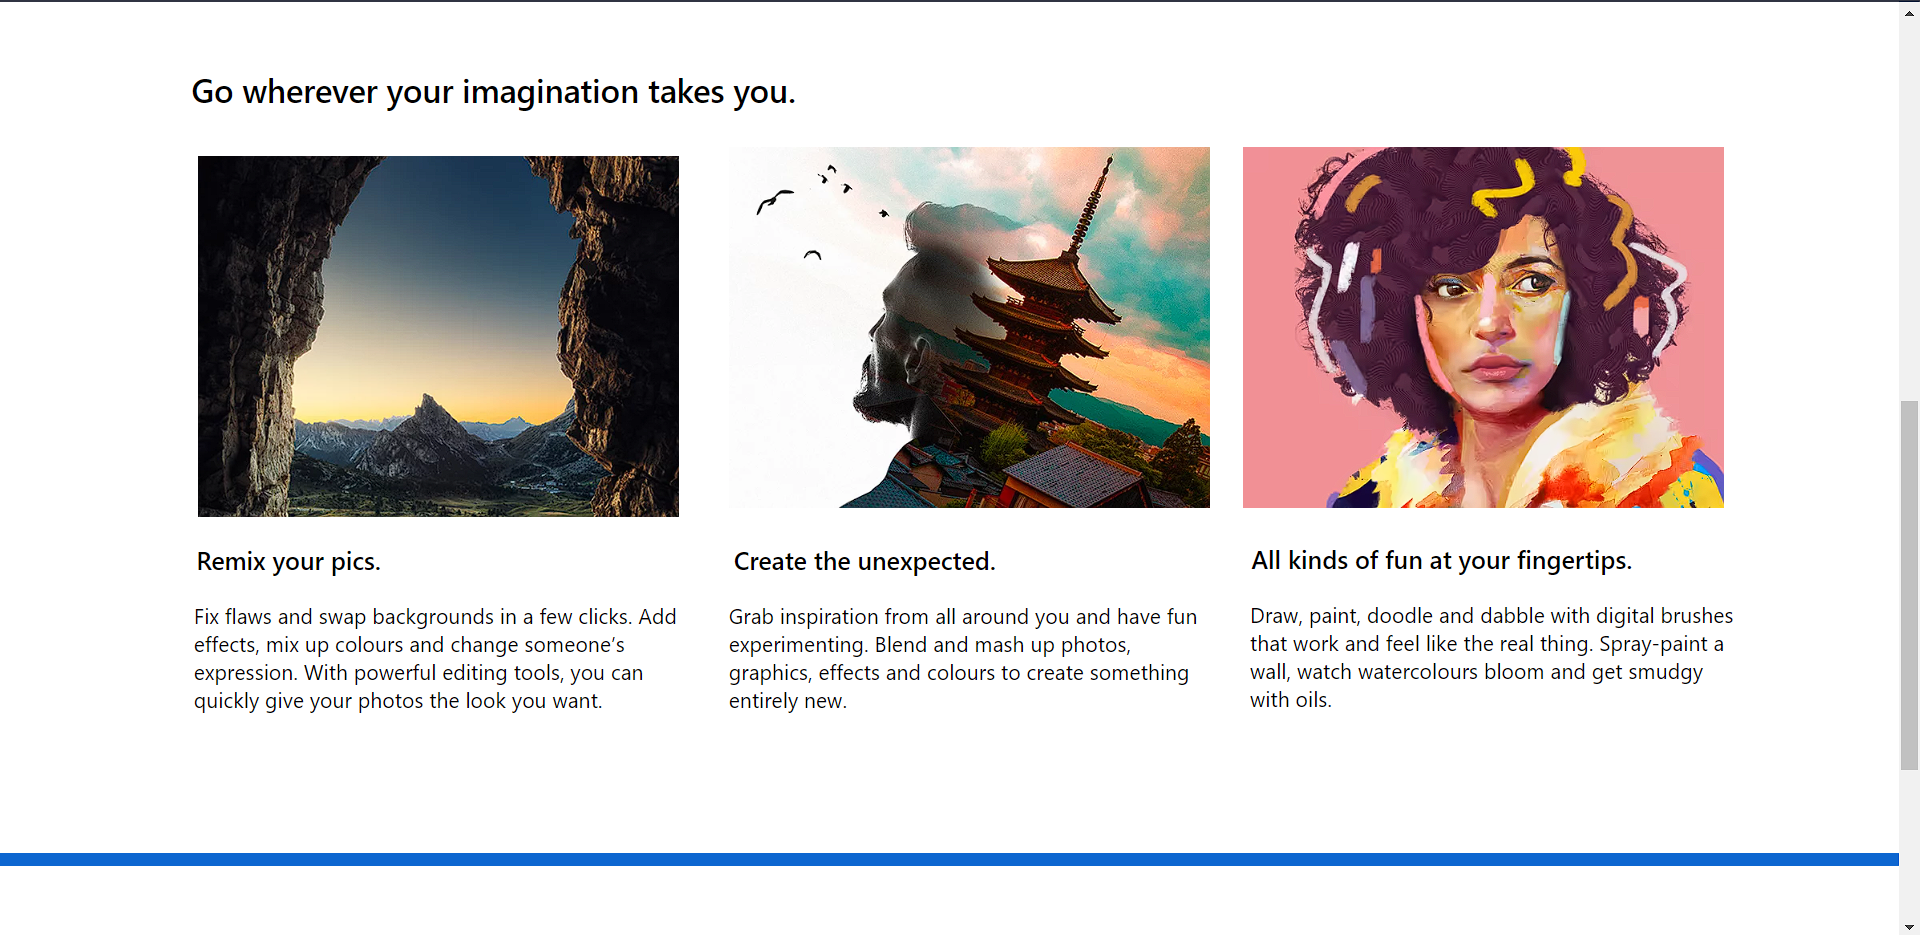 Go wherever your imagination takes you.
Remix your pics.
Fix flaws and swap backgrounds in a few clicks. Add
effects, mix up colours and change someone’s
expression. With powerful editing tools, you can
quickly give your photos the look you want.
Create the unexpected.
Grab inspiration from all around you and have fun
experimenting. Blend and mash up photos,
graphics, effects and colours to create something
entirely new.
All kinds of fun at your fingertips.
Draw, paint, doodle and dabble with digital brushes
that work and feel like the real thing. Spray-paint a
wall, watch watercolours bloom and get smudgy
with oils.